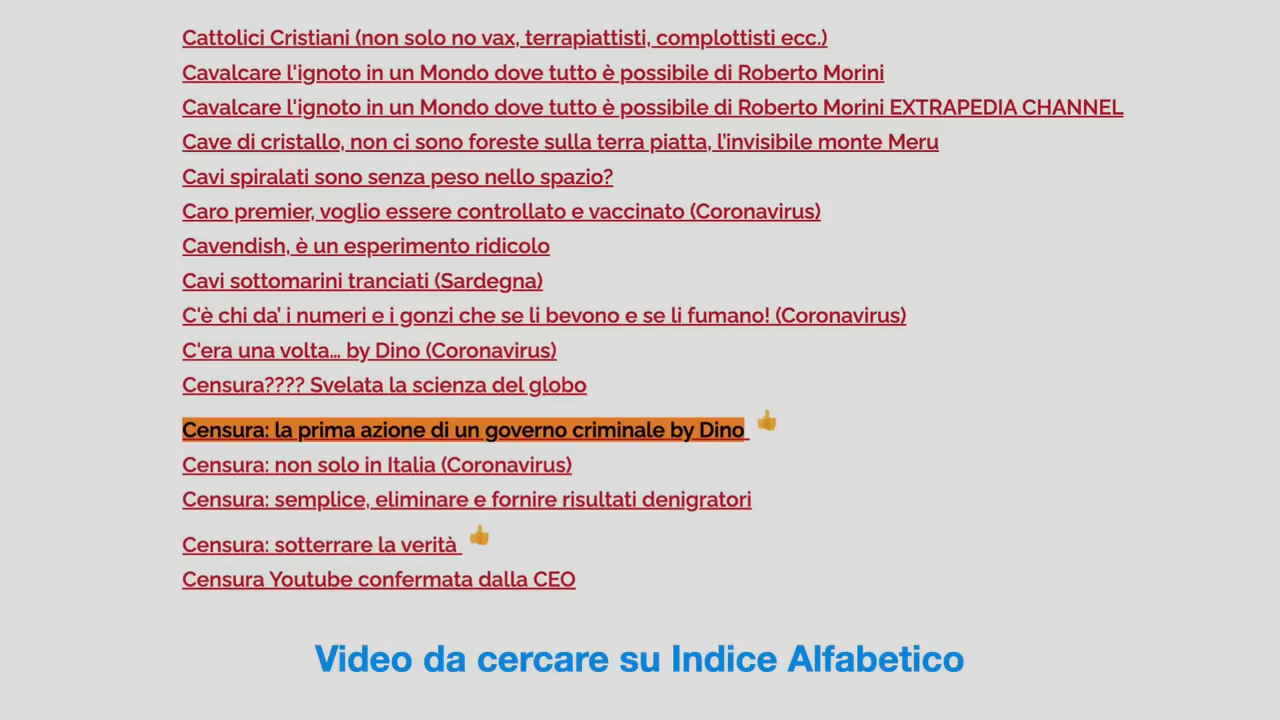 Cattolici Cristiani (non solo no vax, terrapiattisti, complottisti ecc.)
Cavalcare l'ignoto in un Mondo dove tutto è possibile di Roberto Morini
Cavalcare l'ignoto in un Mondo dove tutto è possibile di Roberto Morini EXTRAPEDIA CHANNEL
Cave di cristallo, non ci sono foreste sulla terra piatta, l’invisibile monte Meru
Cavi spiralati sono senza peso nello spazio?
Caro premier, voglio essere controllato e vaccinato (Coronavirus)
Cavendish, è un esperimento ridicolo
Cavi sottomarini tranciati (Sardegna)
C'è chi da’ i numeri e i gonzi che se li bevono e se li fumano! (Coronavirus)
C'era una volta… by Dino (Coronavirus)
Censura???? Svelata la scienza del globo
Censura: la prima azione di un governo criminale by Dino
Censura: non solo in Italia (Coronavirus)
Censura: semplice, eliminare e fornire risultati denigratori
Censura: sotterrare la verità
Censura Youtube confermata dalla CEO
Video da cercare su Indice Alfabetico